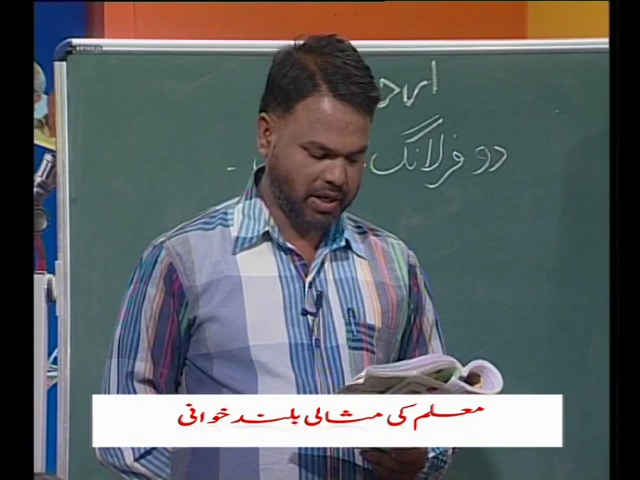 دو فرلانگ
معلم کی مثالی بلند خوانی